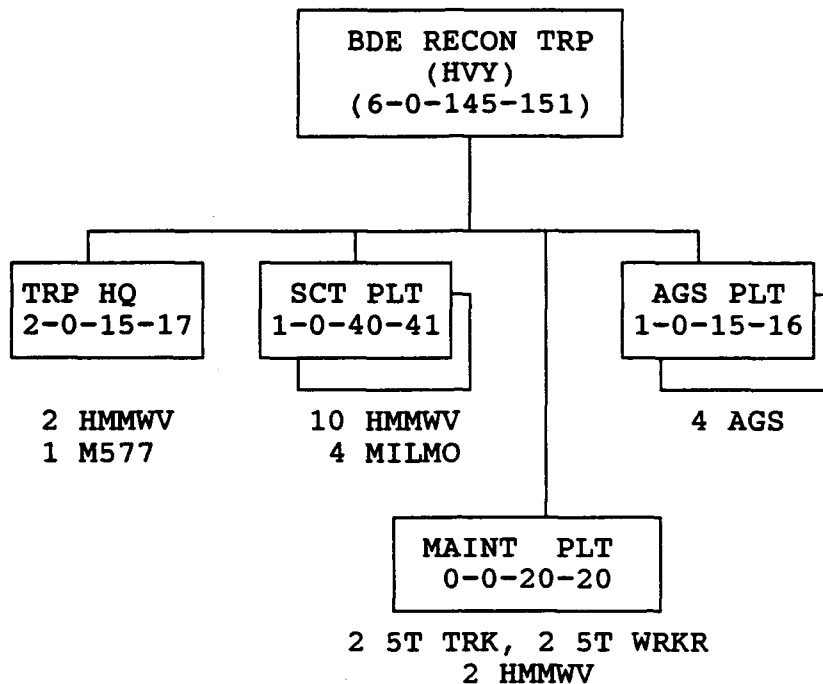 BDE RECON TRP
(HVY)
(6-0-145-151)
TRP HQ
2-0-15-17
2 HMMWV
1 M577
SCT PLT
1-0-40-41
10 HMMWV
4 MILMO
AGS PLT
1-0-15-16
4 AGS
MAINT PLT
0-0-20-20
2 5T TRK, 2 5T WRKR
2 HMMWV